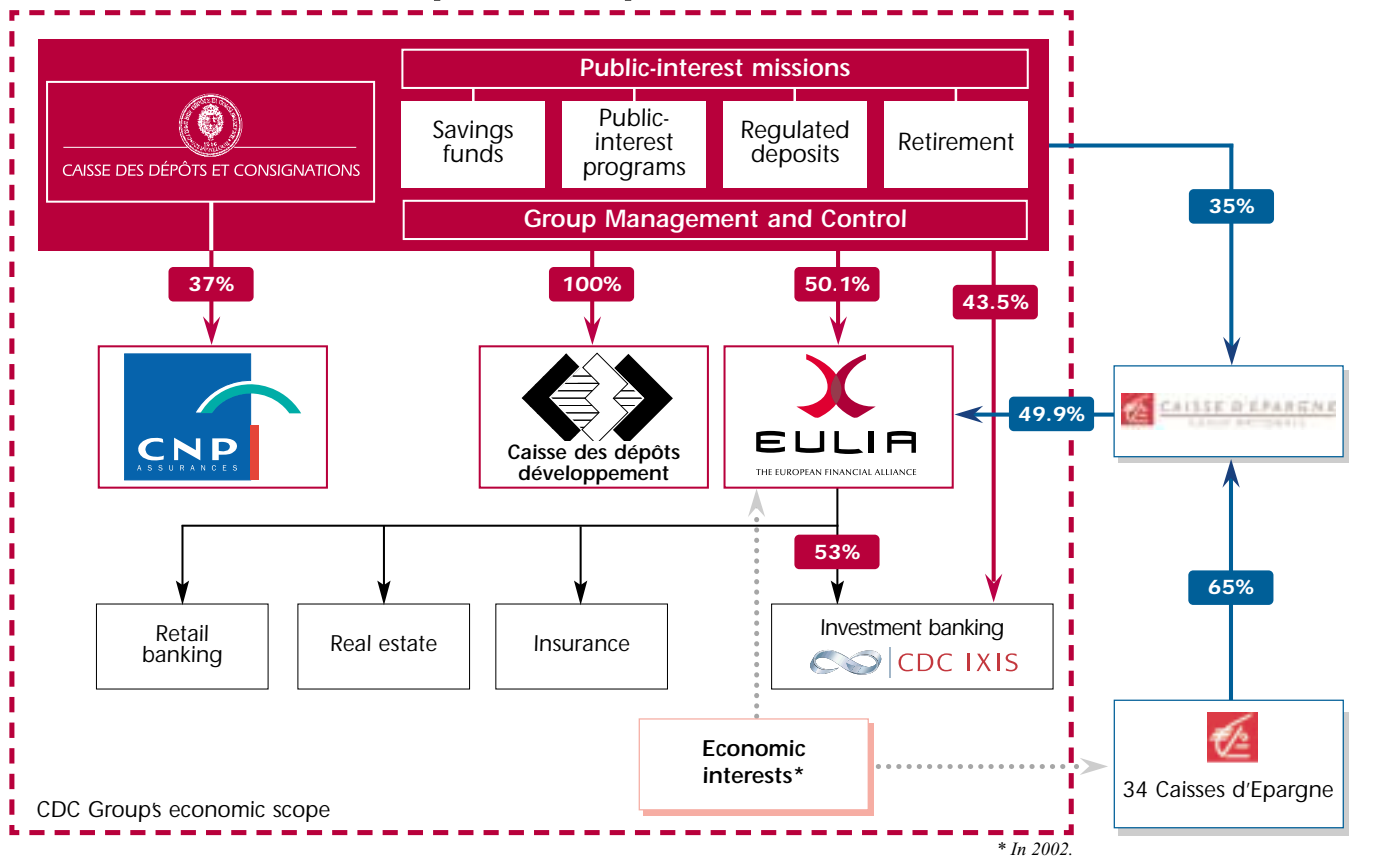 Public-interest missions
CAISSE DES DÉPÔTS ET CONSIGNATIONS
Savings
funds
Public-
interest
programs
Regulated
deposits
Retirement
Group Management and Control
35%
37%
100%
50.1%
43.5%
CNP
ASSURANCES
Caisse des dépôts
développement
EULIA
THE EUROPEAN FINANCIAL ALLIANCE
49.9%
CAISSE D'EPARGNE
53%
65%
Retail
banking
Real estate
Insurance
Investment banking
CDC IXIS
Economic
interests*
34 Caisses d'Epargne
CDC Group's economic scope
* In 2002.